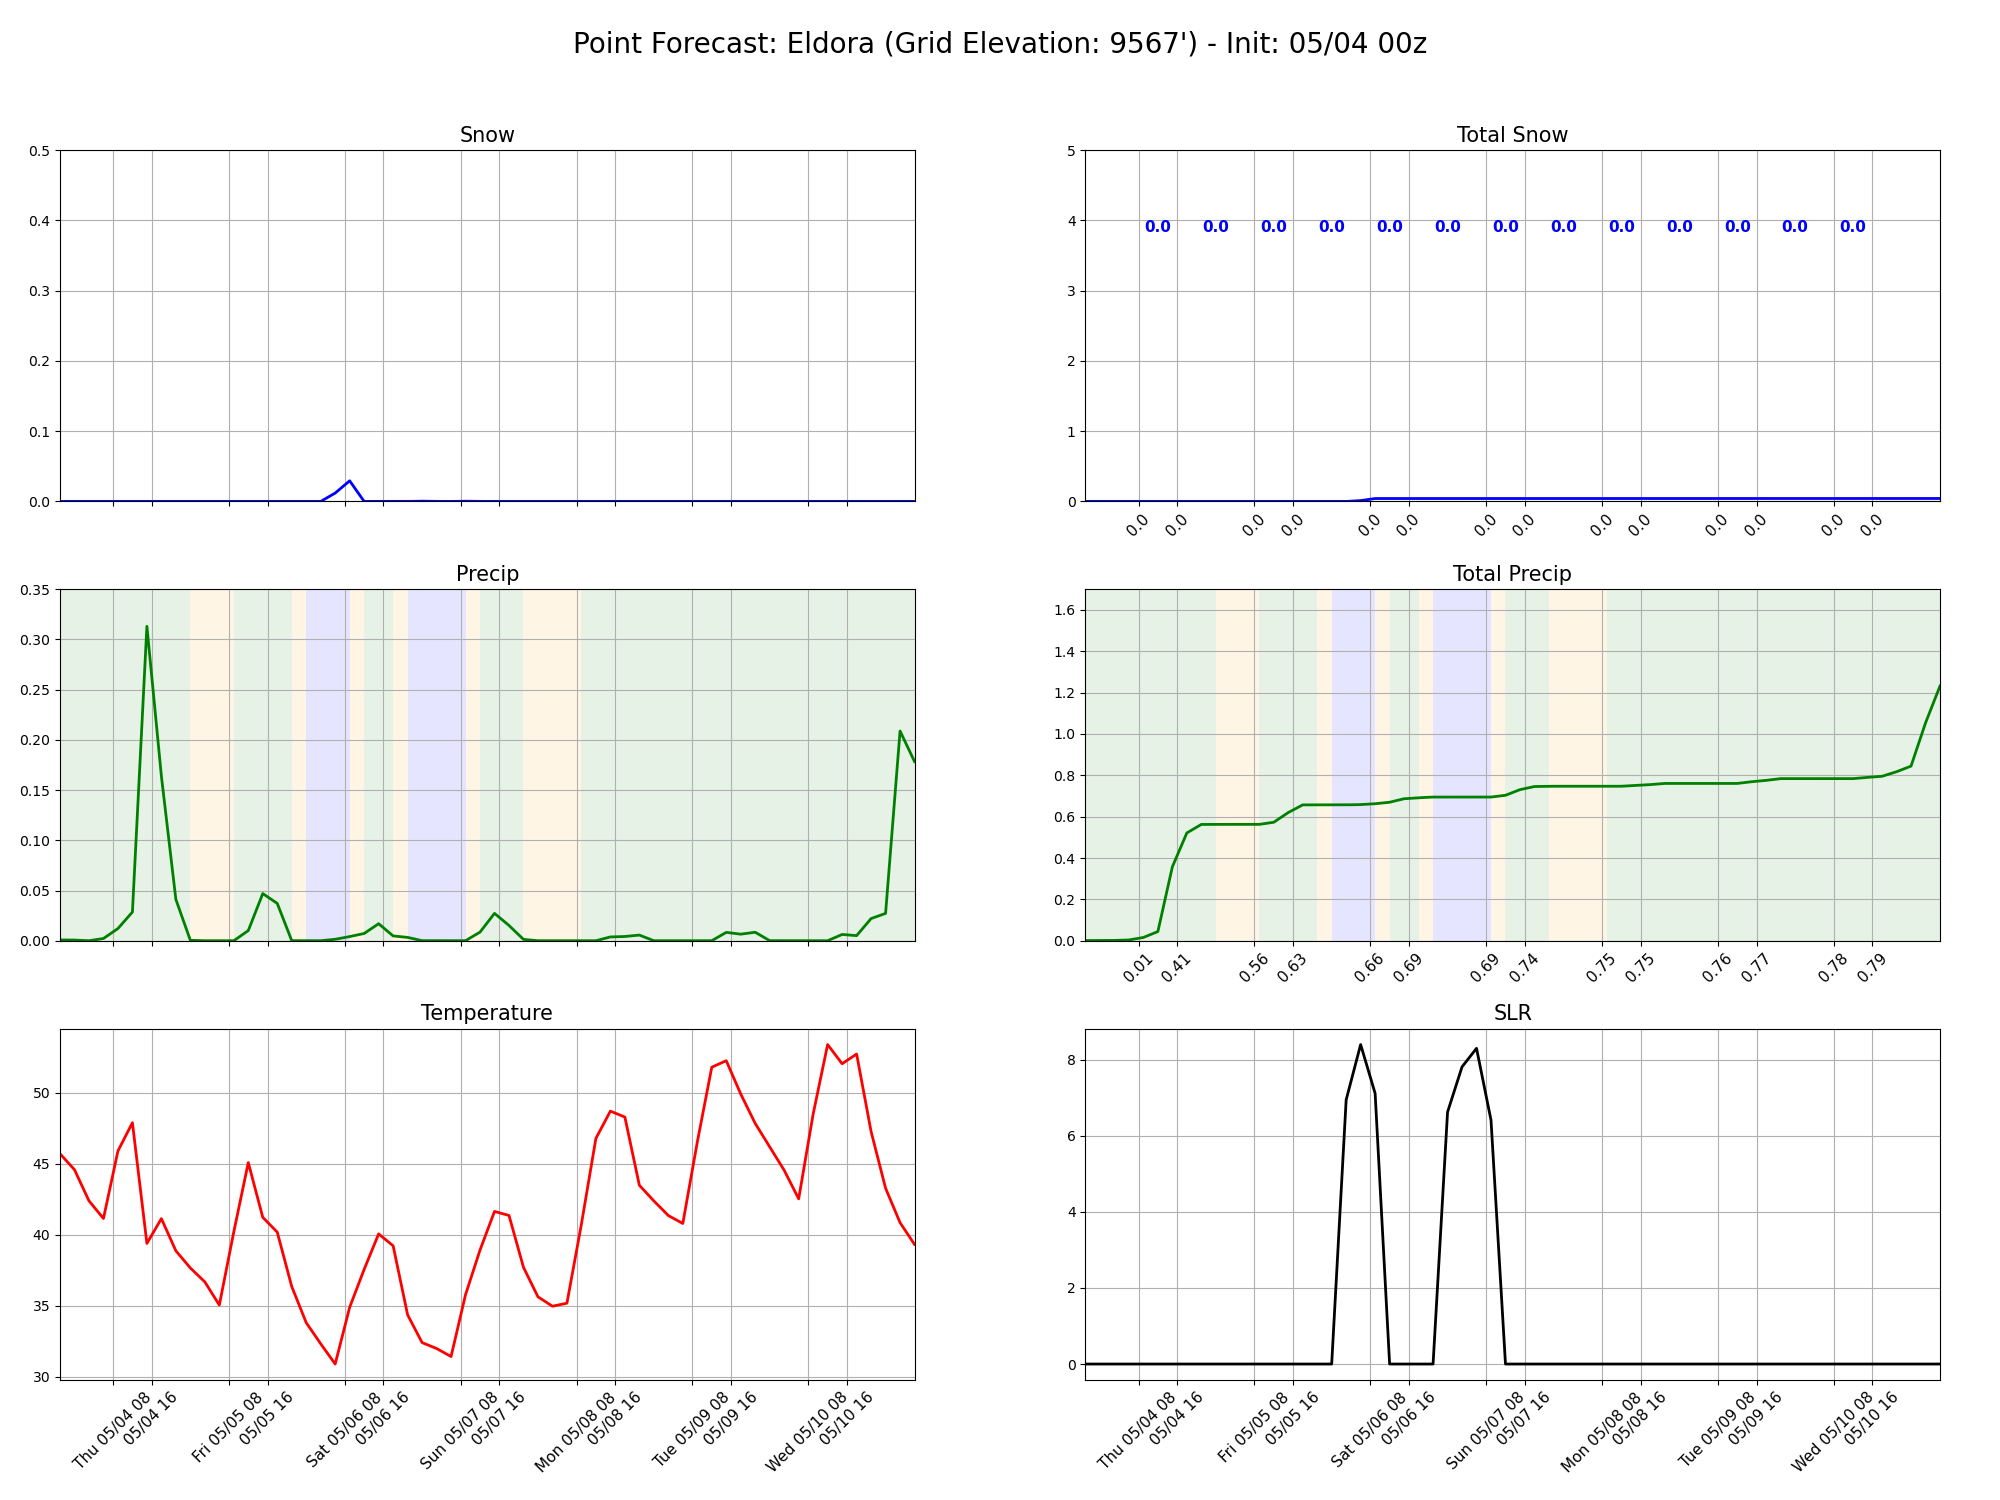 Point Forecast: Eldora (Grid Elevation: 9567') - Init: 05/04 00z
Snow
0.5
0.4
0.3
0.2
0.1
0.0
Total Snow
5
4
3
2
1
0
0.0 0.0 0.0 0.0 0.0 0.0 0.0 0.0 0.0 0.0 0.0 0.0 0.0
0.0 0.0 0.0 0.0 0.0 0.0 0.0 0.0 0.0 0.0 0.0 0.0 0.0 0.0
Precip
0.35
0.30
0.25
0.20
0.15
0.10
0.05
0.00
Total Precip
1.6
1.4
1.2
1.0
0.8
0.6
0.4
0.2
0.0
0.01 0.41 0.56 0.63 0.66 0.69 0.69 0.74 0.75 0.75 0.76 0.77 0.78 0.79
Temperature
50
45
40
35
30
Thu 05/04 08
05/04 16
Fri 05/05 08
05/05 16
Sat 05/06 08
05/06 16
Sun 05/07 08
05/07 16
Mon 05/08 08
05/08 16
Tue 05/09 08
05/09 16
Wed 05/10 08
05/10 16
SLR
8
6
4
2
0
Thu 05/04 08
05/04 16
Fri 05/05 08
05/05 16
Sat 05/06 08
05/06 16
Sun 05/07 08
05/07 16
Mon 05/08 08
05/08 16
Tue 05/09 08
05/09 16
Wed 05/10 08
05/10 16